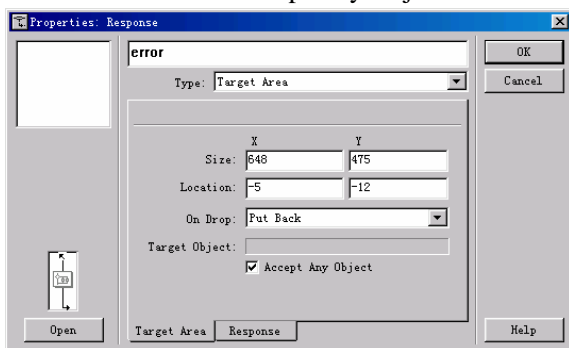 Properties: Response
error
OK
Type: Target Area
Cancel
X Y
Size: 648 475
Location: -5 -12
On Drop: Put Back
Target Object:
Accept Any Object
Open
Target Area Response
Help